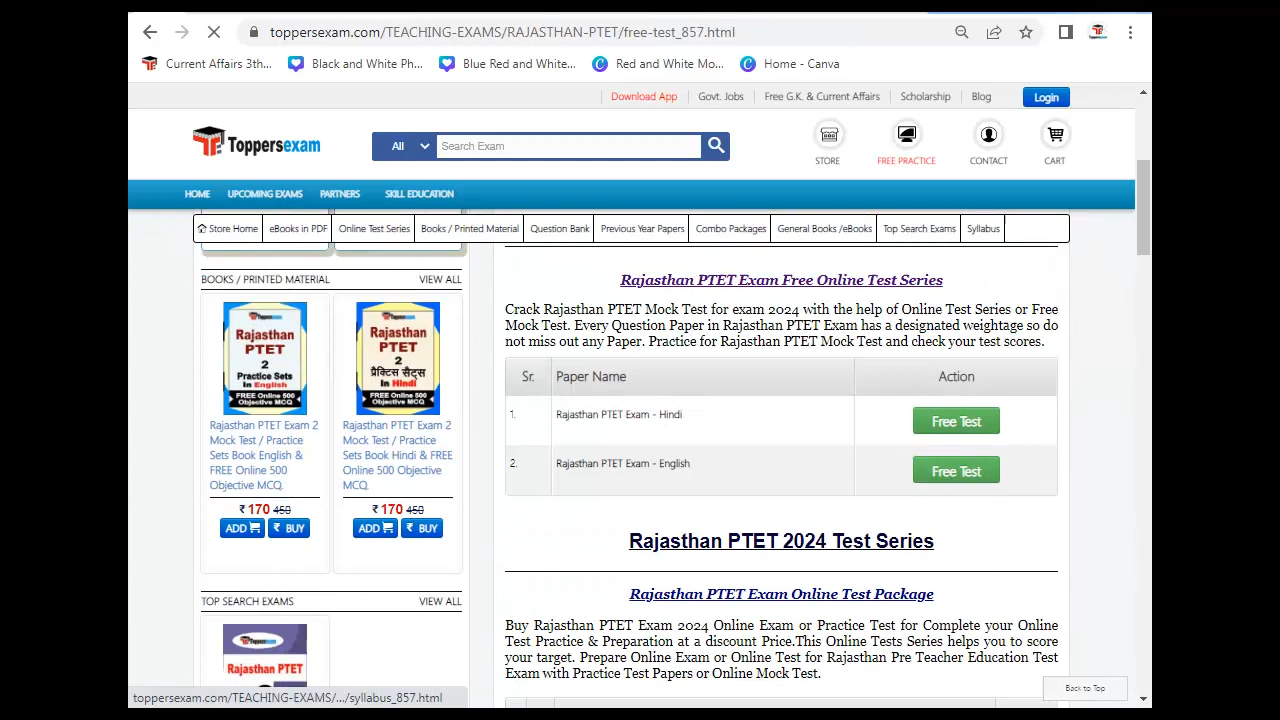 toppersexam.com/TEACHING-EXAMS/RAJASTHAN-PTET/free-test_857.html
Current Affairs 3th...
Black and White Ph...
Blue Red and White...
Red and White Mo...
Home - Canva
Download App
Govt. Jobs
Free G.K. & Current Affairs
Scholarship
Blog
Login
Toppersexam
All
Search Exam
STORE
FREE PRACTICE
CONTACT
CART
HOME
UPCOMING EXAMS
PARTNERS
SKILL EDUCATION
Store Home
eBooks in PDF
Online Test Series
Books / Printed Material
Question Bank
Previous Year Papers
Combo Packages
General Books /eBooks
Top Search Exams
Syllabus
BOOKS / PRINTED MATERIAL
VIEW ALL
Toppersexam
Rajasthan
PTET
2
Practice Sets
In English
FREE Online 500
Objective MCQ
Rajasthan PTET Exam 2
Mock Test / Practice
Sets Book English &
FREE Online 500
Objective MCQ.
₹ 170 450
ADD
₹ BUY
Toppersexam
Rajasthan
PTET
2
प्रैक्टिस सैट्स
In Hindi
FREE Online 500
Objective MCQ
Rajasthan PTET Exam 2
Mock Test / Practice
Sets Book Hindi & FREE
Online 500 Objective
MCQ.
₹ 170 450
ADD
₹ BUY
TOP SEARCH EXAMS
VIEW ALL
Toppersexam
Rajasthan PTET
Rajasthan PTET Exam Free Online Test Series
Crack Rajasthan PTET Mock Test for exam 2024 with the help of Online Test Series or Free
Mock Test. Every Question Paper in Rajasthan PTET Exam has a designated weightage so do
not miss out any Paper. Practice for Rajasthan PTET Mock Test and check your test scores.
Sr. Paper Name Action
1. Rajasthan PTET Exam - Hindi Free Test
2. Rajasthan PTET Exam - English Free Test
Rajasthan PTET 2024 Test Series
Rajasthan PTET Exam Online Test Package
Buy Rajasthan PTET Exam 2024 Online Exam or Practice Test for Complete your Online
Test Practice & Preparation at a discount Price.This Online Tests Series helps you to score
your target. Prepare Online Exam or Online Test for Rajasthan Pre Teacher Education Test
Exam with Practice Test Papers or Online Mock Test.
Back to Top
toppersexam.com/TEACHING-EXAMS/.../syllabus_857.html